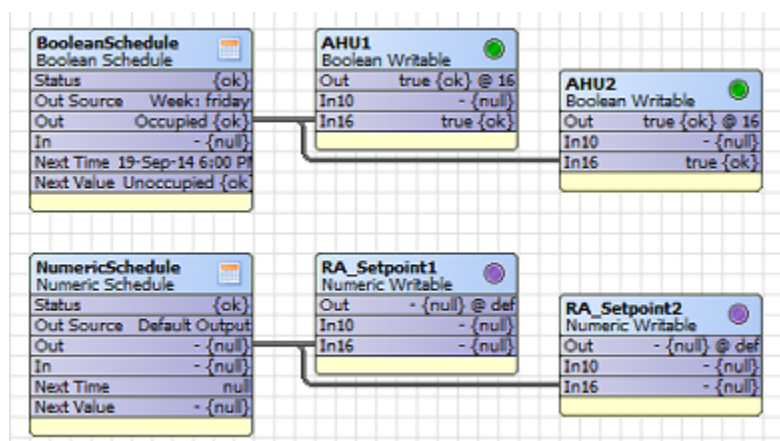 BooleanSchedule
Boolean Schedule
Status {ok}
Out Source Week: friday
Out Occupied {ok}
In - {null}
Next Time 19-Sep-14 6:00 PM
Next Value Unoccupied {ok}
AHU1
Boolean Writable
Out true {ok} @ 16
In10 - {null}
In16 true {ok}
AHU2
Boolean Writable
Out true {ok} @ 16
In10 - {null}
In16 true {ok}
NumericSchedule
Numeric Schedule
Status {ok}
Out Source Default Output
Out - {null}
In - {null}
Next Time null
Next Value - {null}
RA_Setpoint1
Numeric Writable
Out - {null} @ def
In10 - {null}
In16 - {null}
RA_Setpoint2
Numeric Writable
Out - {null} @ def
In10 - {null}
In16 - {null}